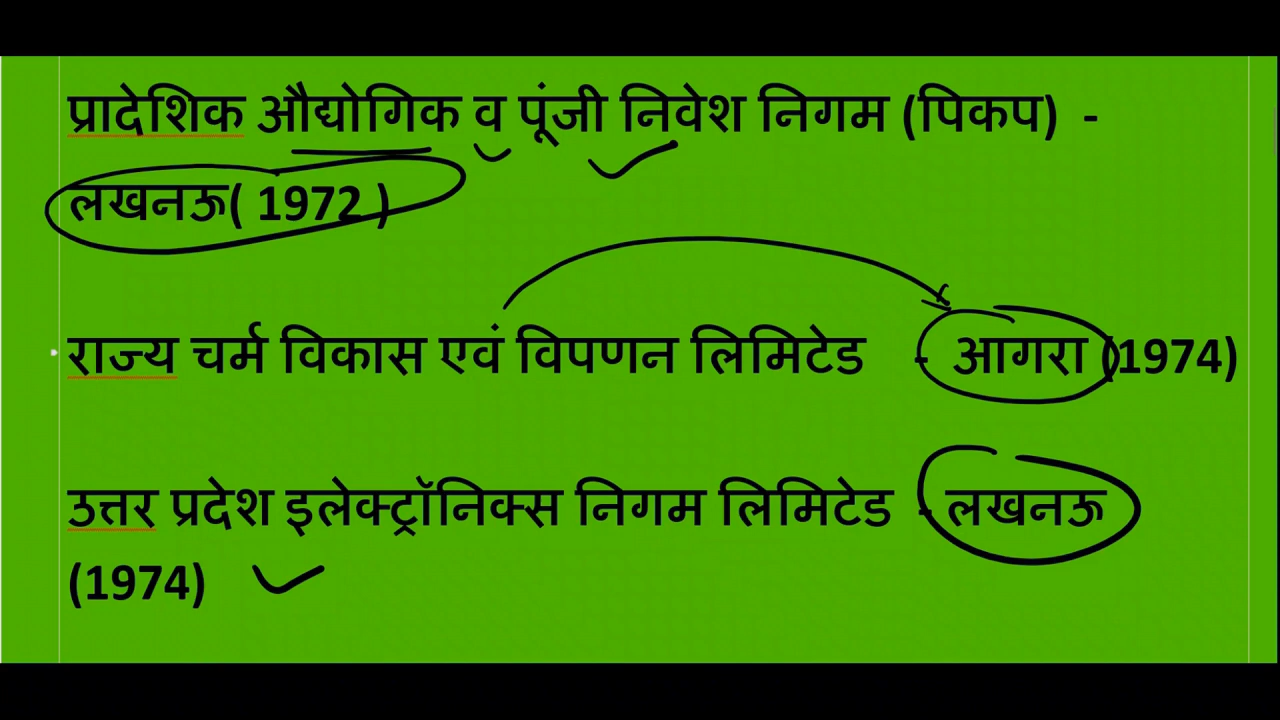 प्रादेशिक औद्योगिक व पूंजी निवेश निगम (पिकप) -
लखनऊ( 1972 )
राज्य चर्म विकास एवं विपणन लिमिटेड - आगरा (1974)
उत्तर प्रदेश इलेक्ट्रॉनिक्स निगम लिमिटेड - लखनऊ
(1974)